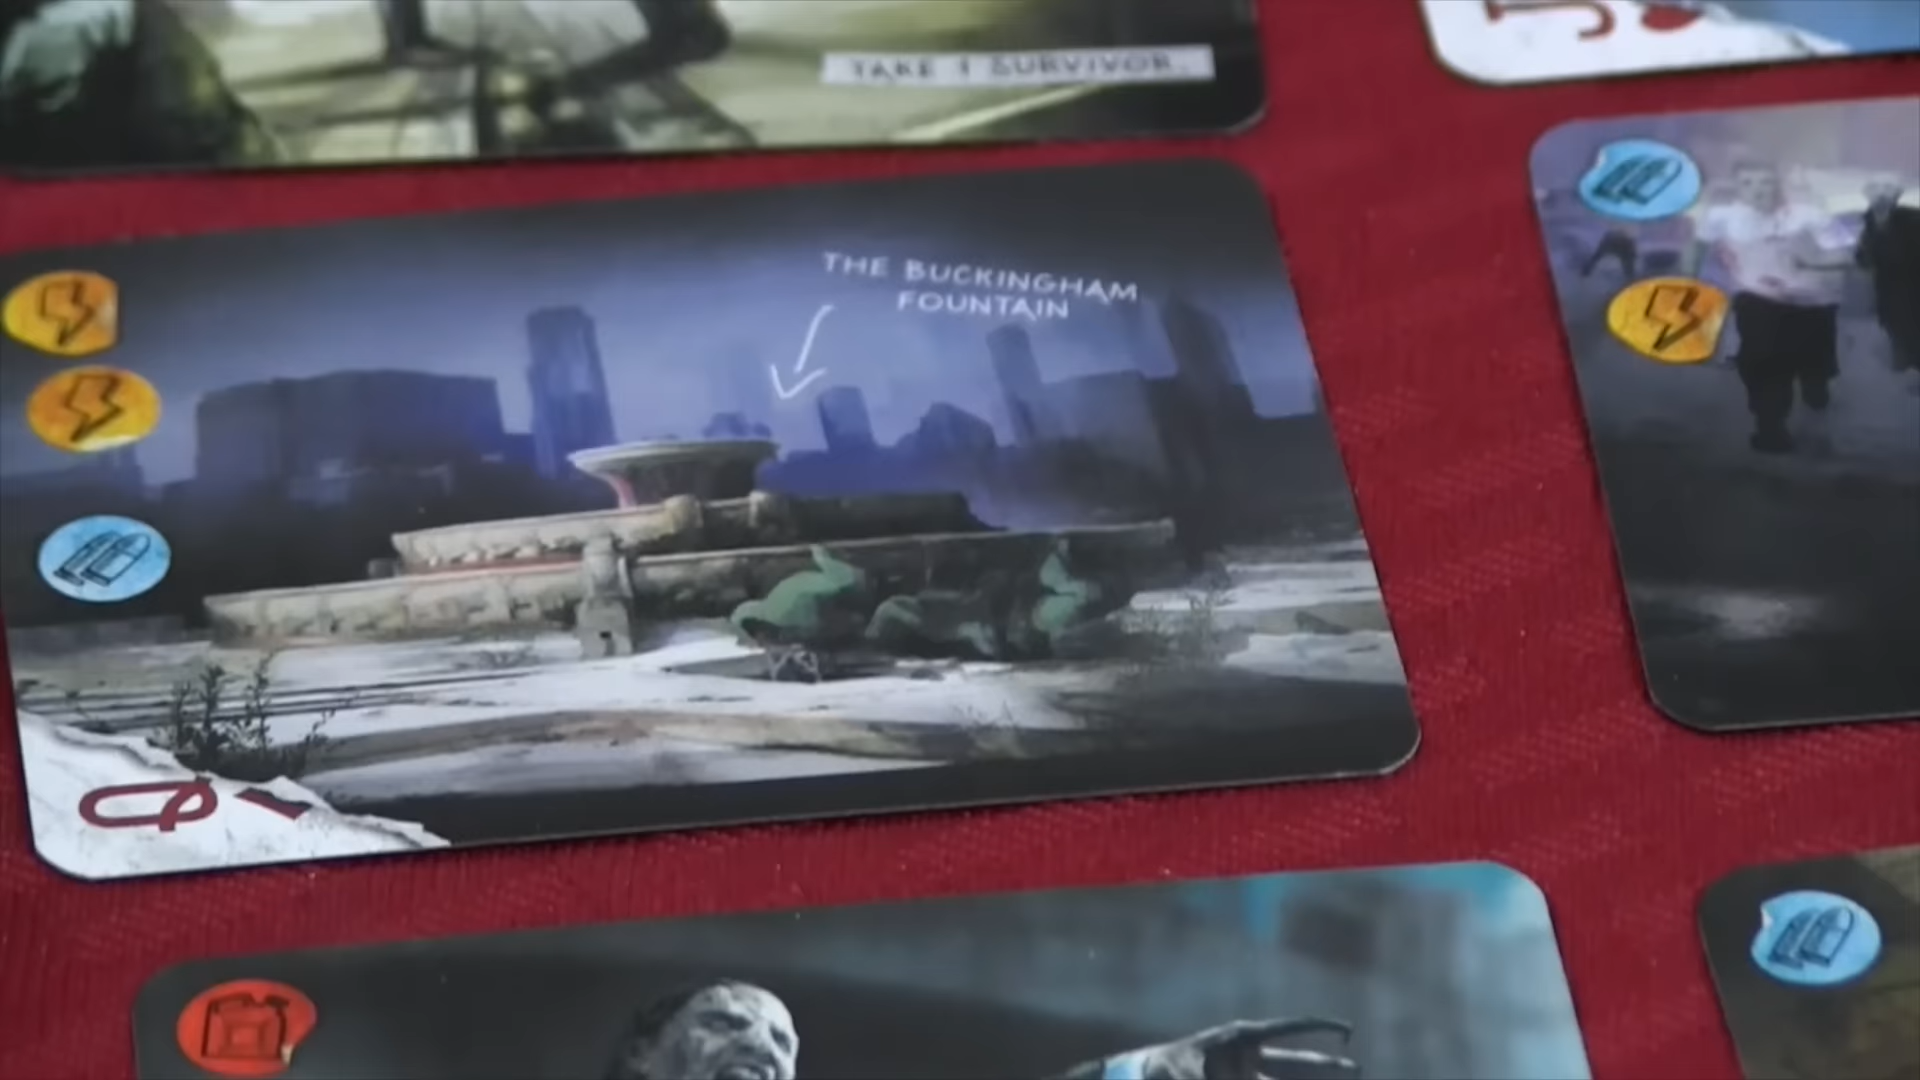 TAKE 1 SURVIVOR.
J
THE BUCKINGHAM
FOUNTAIN
Q